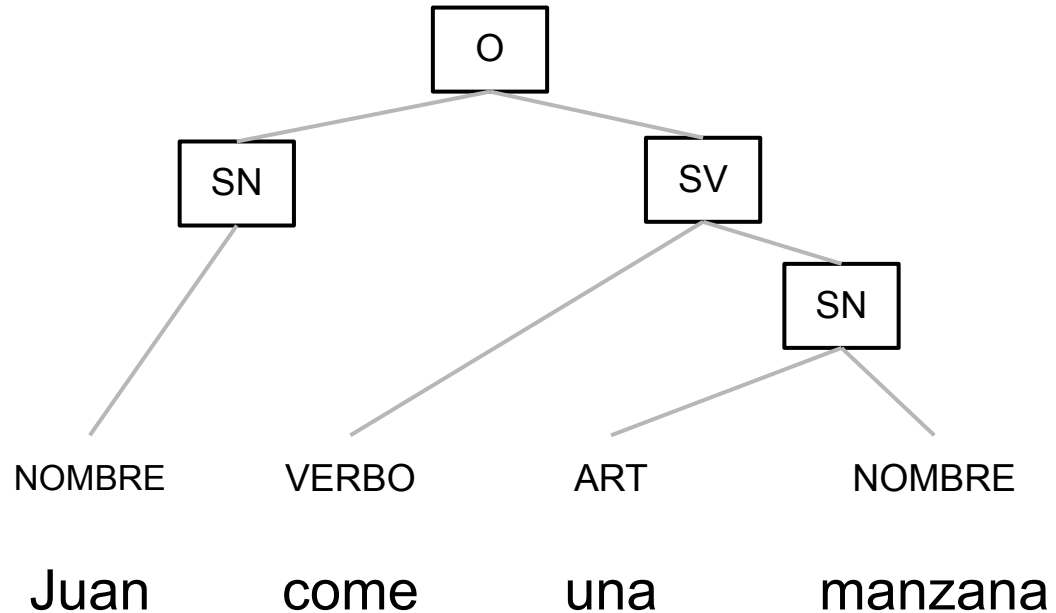 O
SN SV
SN
NOMBRE VERBO ART NOMBRE
Juan come una manzana